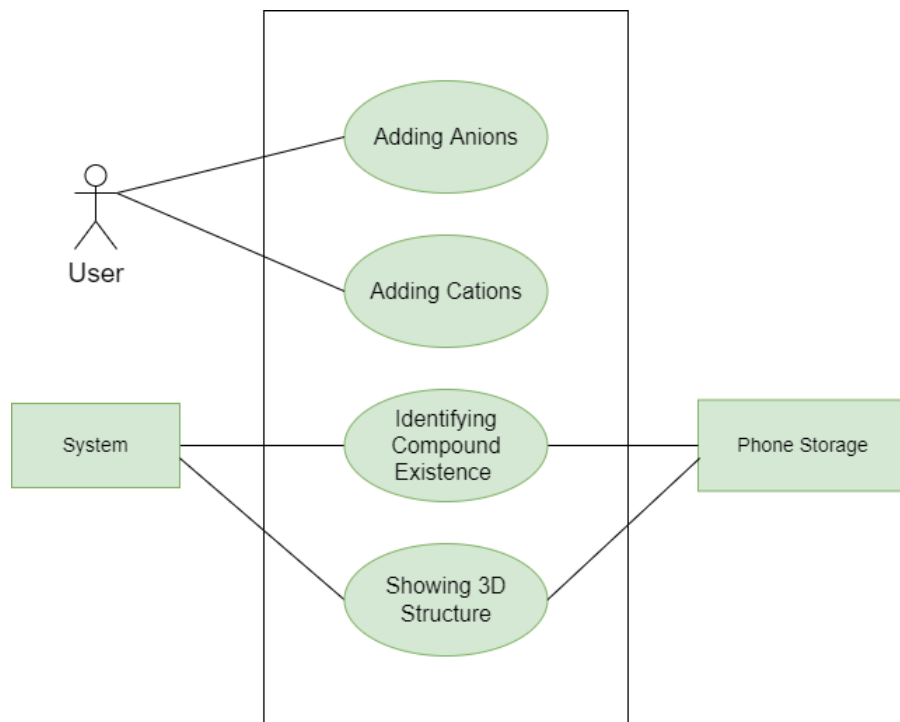 Adding Anions
User
Adding Cations
System
Identifying
Compound
Existence
Phone Storage
Showing 3D
Structure